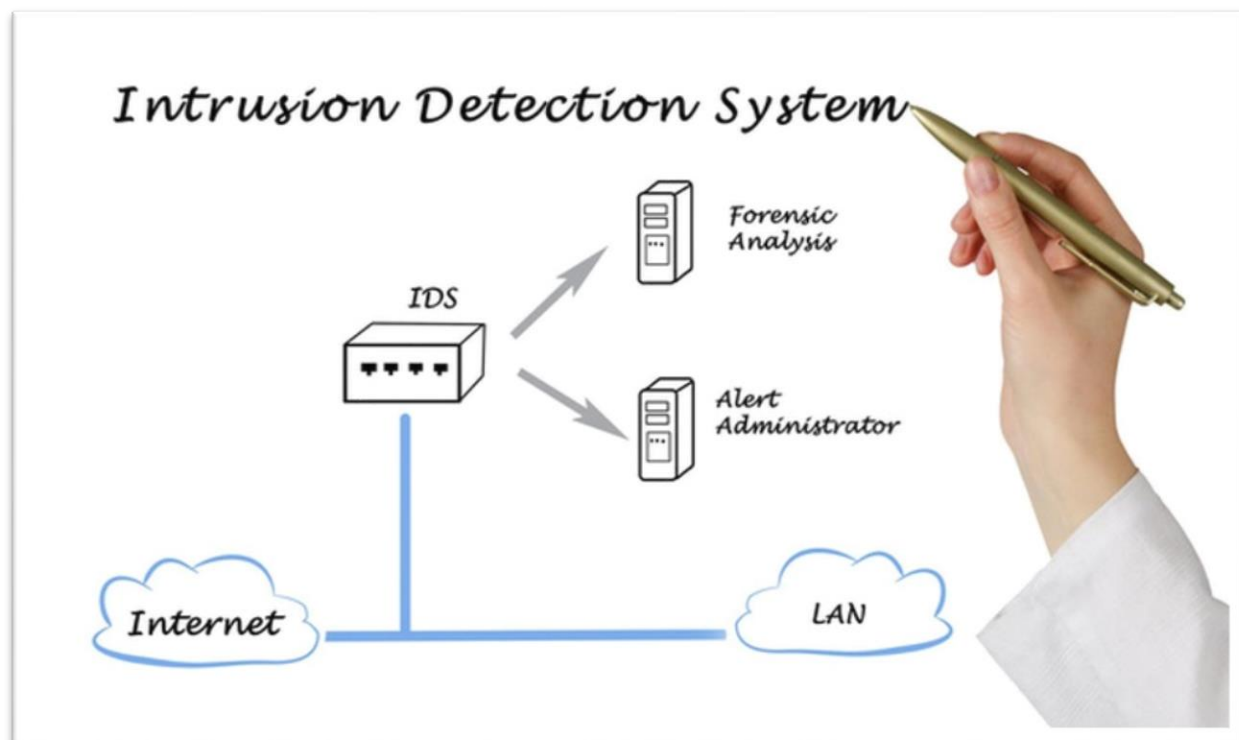 Intrusion Detection System
Forensic
Analysis
IDS
Alert
Administrator
Internet
LAN